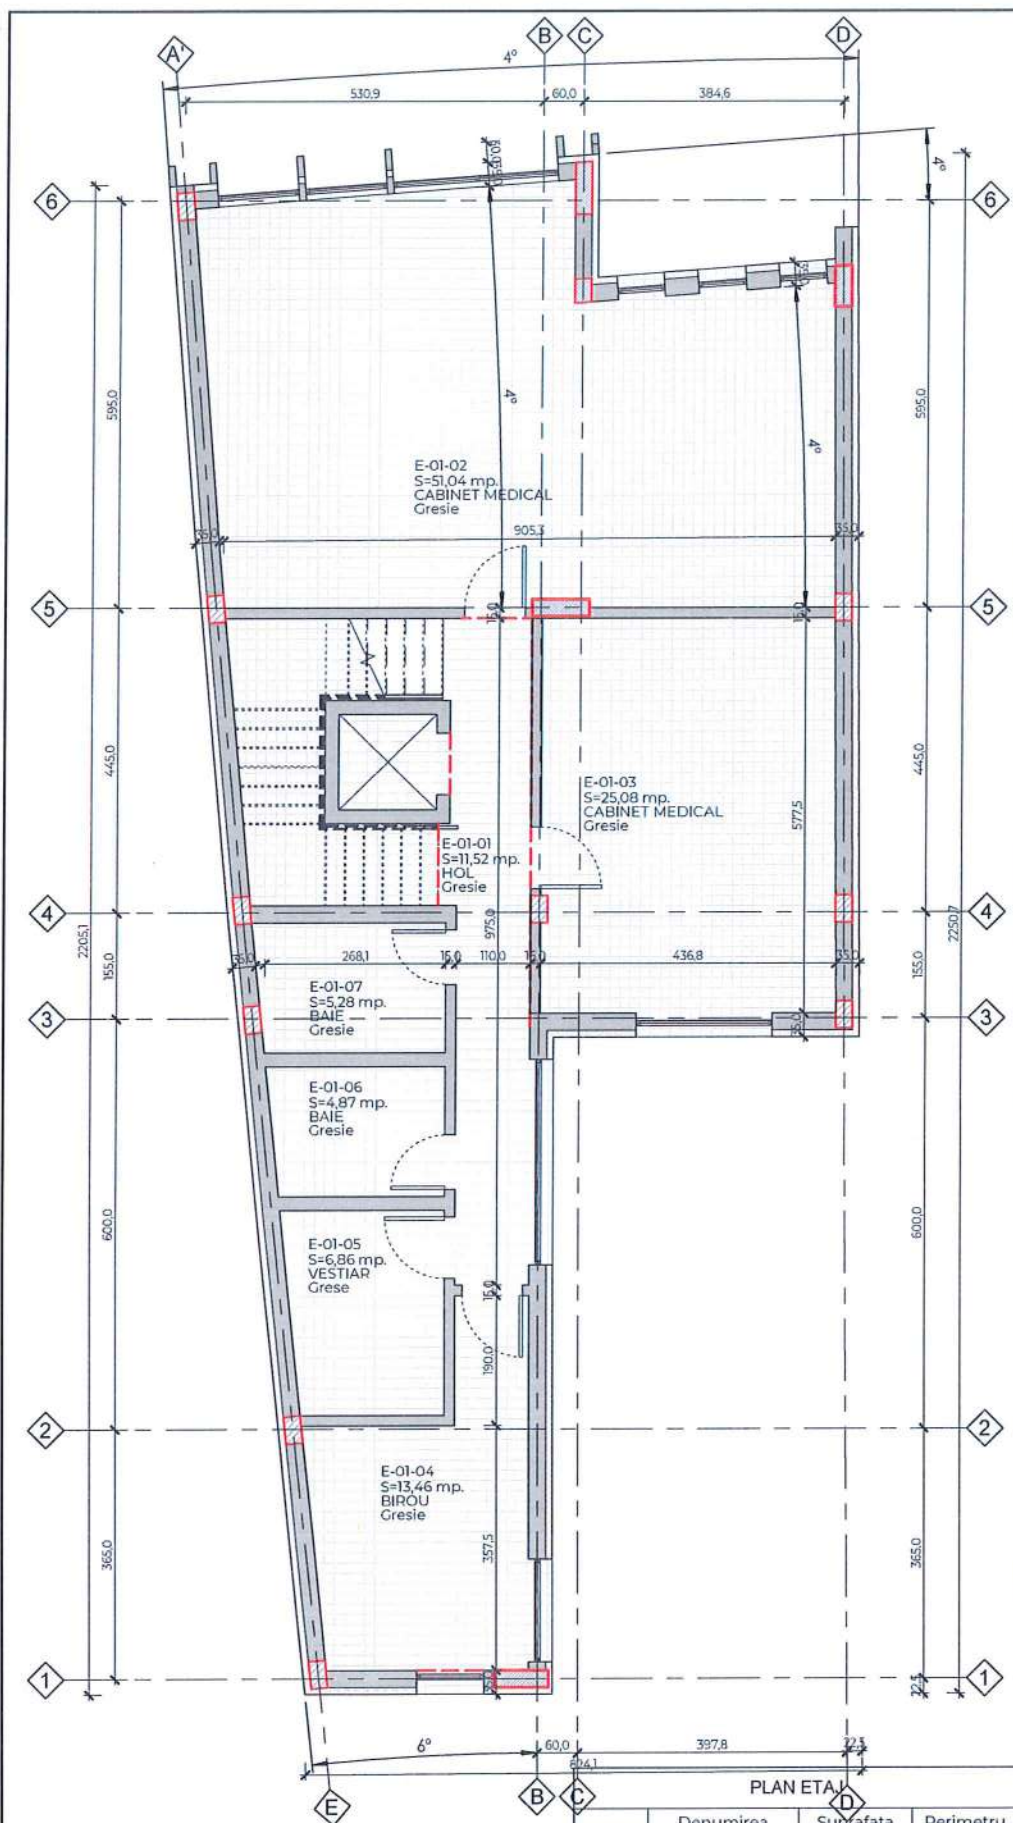 A'
B
C
D
4°
530,9
60,0
384,6
4°
6
6
595,0
595,0
4°
4°
E-01-02
S=51,04 mp.
CABINET MEDICAL
Gresie
35,0
905,3
35,0
5
5
15,0
15,0
445,0
445,0
E-01-03
S=25,08 mp.
CABINET MEDICAL
Gresie
577,5
E-01-01
S=11,52 mp.
HOL
Gresie
4
4
2205,1
2250,7
975,0
155,0
155,0
35,0
268,1
15,0
110,0
15,0
436,8
35,0
E-01-07
S=5,28 mp.
BAIE
Gresie
3
3
35,0
E-01-06
S=4,87 mp.
BAIE
Gresie
600,0
600,0
E-01-05
S=6,86 mp.
VESTIAR
Grese
15,0
190,0
2
2
E-01-04
S=13,46 mp.
BIROU
Gresie
357,5
365,0
365,0
1
1
22,5
6°
60,0
397,8
22,5
E
B
C
D
PLAN ETAJ
Denumirea
Suprafata
Perimetru